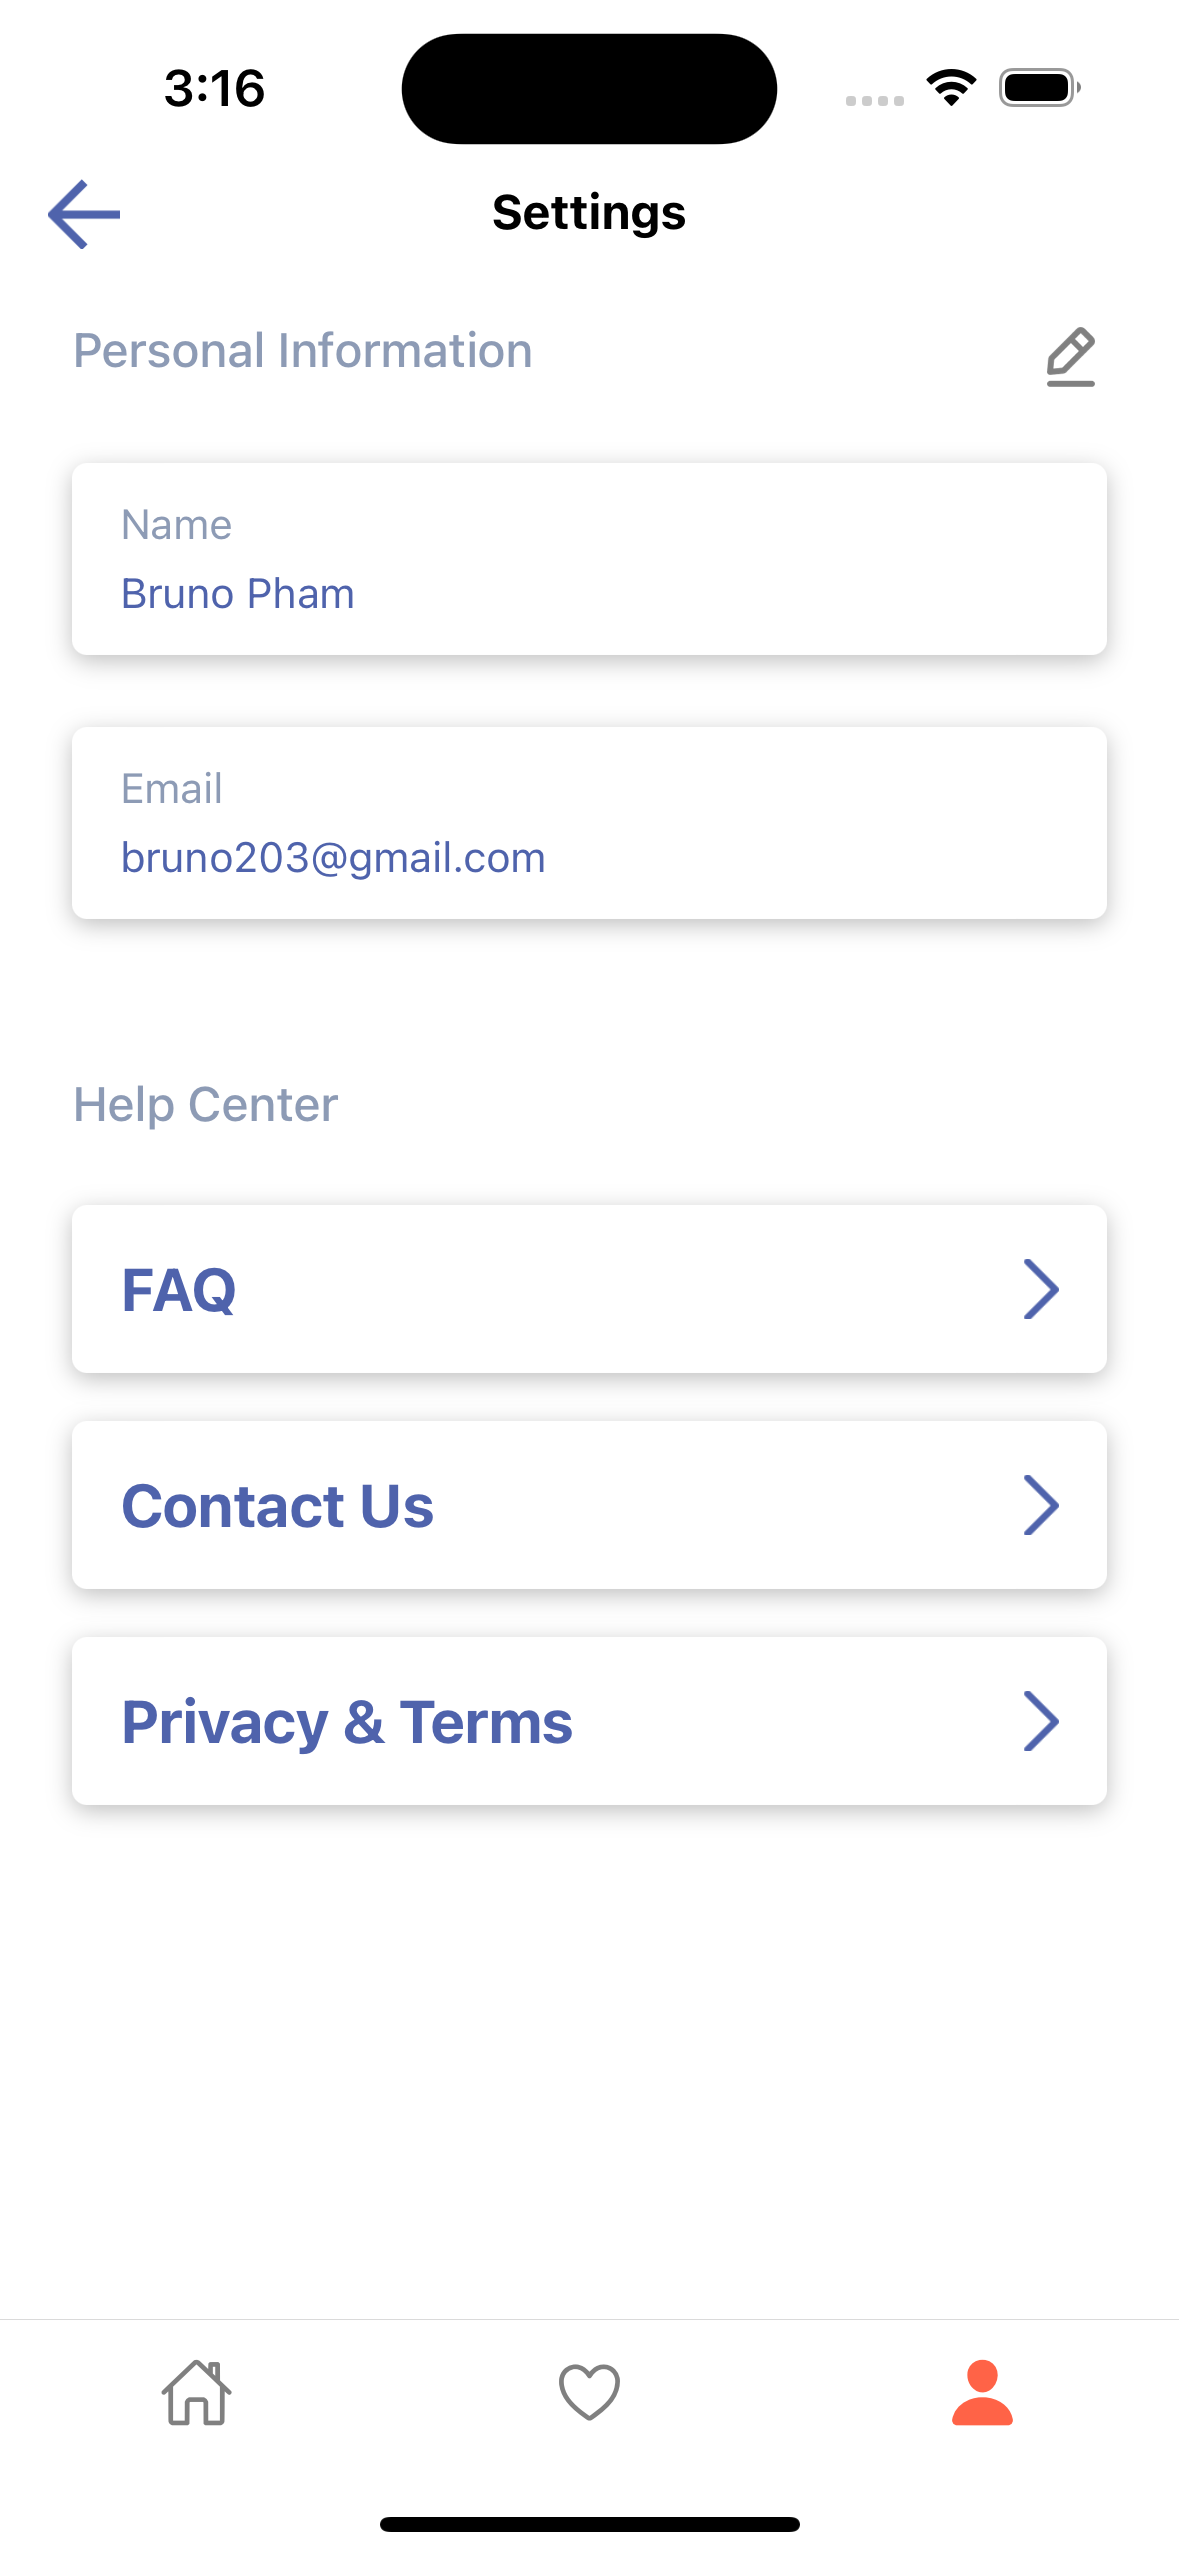 3:16
Settings
Personal Information
Name
Bruno Pham
Email
bruno203@gmail.com
Help Center
FAQ
Contact Us
Privacy & Terms